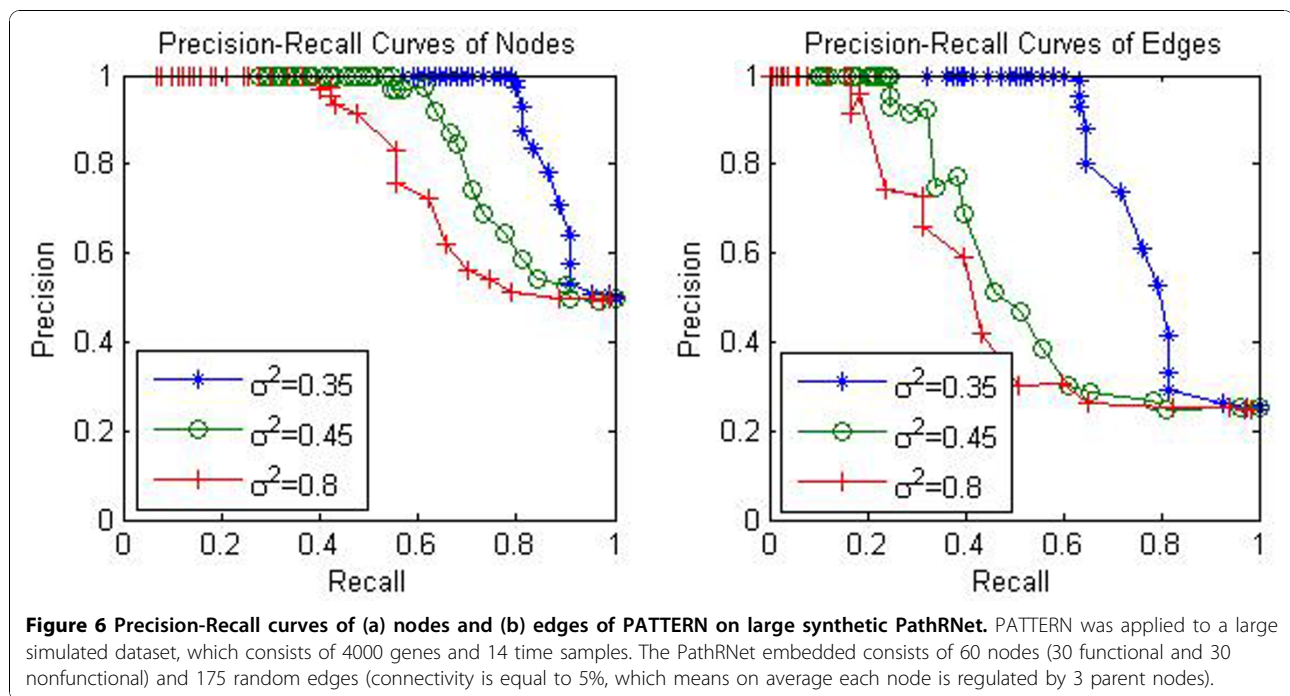 Precision-Recall Curves of Nodes
1
0.8
0.6
0.4
0.2
0
Precision
0
0.2
0.4
0.6
0.8
1
Recall
σ²=0.35
σ²=0.45
σ²=0.8
Precision-Recall Curves of Edges
1
0.8
0.6
0.4
0.2
0
Precision
0
0.2
0.4
0.6
0.8
1
Recall
σ²=0.35
σ²=0.45
σ²=0.8
Figure 6 Precision-Recall curves of (a) nodes and (b) edges of PATTERN on large synthetic PathRNet. PATTERN was applied to a large
simulated dataset, which consists of 4000 genes and 14 time samples. The PathRNet embedded consists of 60 nodes (30 functional and 30
nonfunctional) and 175 random edges (connectivity is equal to 5%, which means on average each node is regulated by 3 parent nodes).